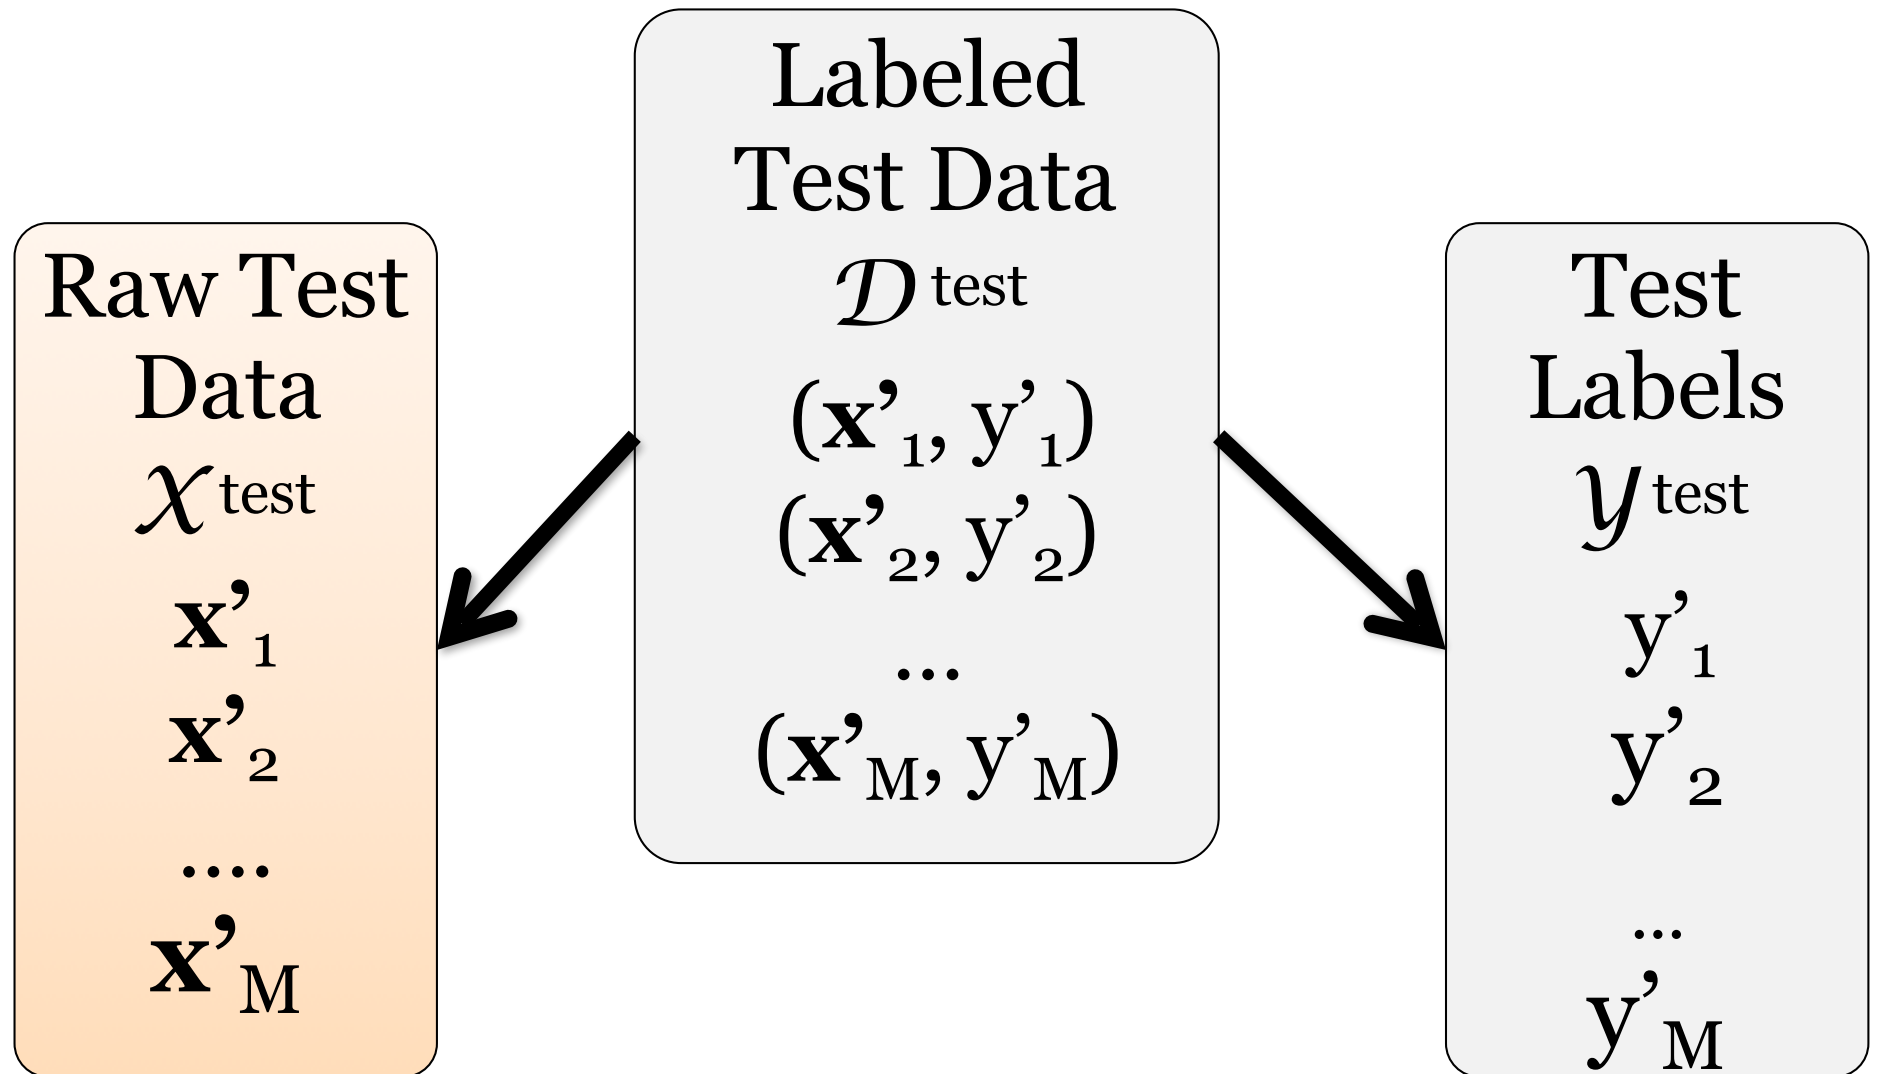 Labeled
Test Data
𝒟 test
(x’₁, y’₁)
(x’₂, y’₂)
...
(x’M, y’M)
Raw Test
Data
𝒳 test
x’₁
x’₂
....
x’M
Test
Labels
𝒴 test
y’₁
y’₂
...
y’M